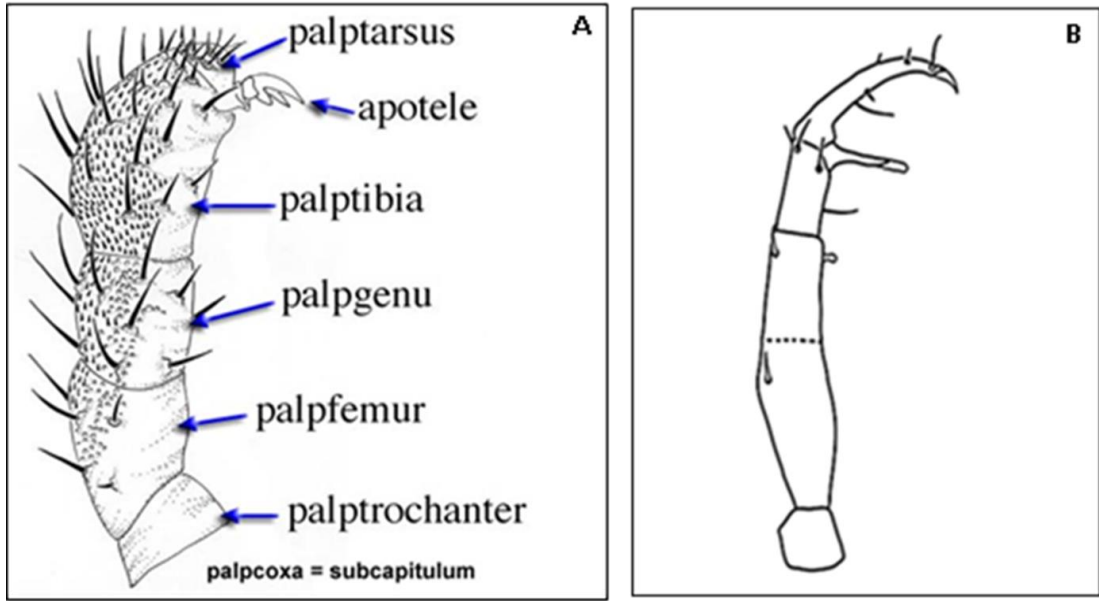 palptarsus
A
apotele
palptibia
palpgenu
palpfemur
palptrochanter
palpcoxa = subcapitulum
B